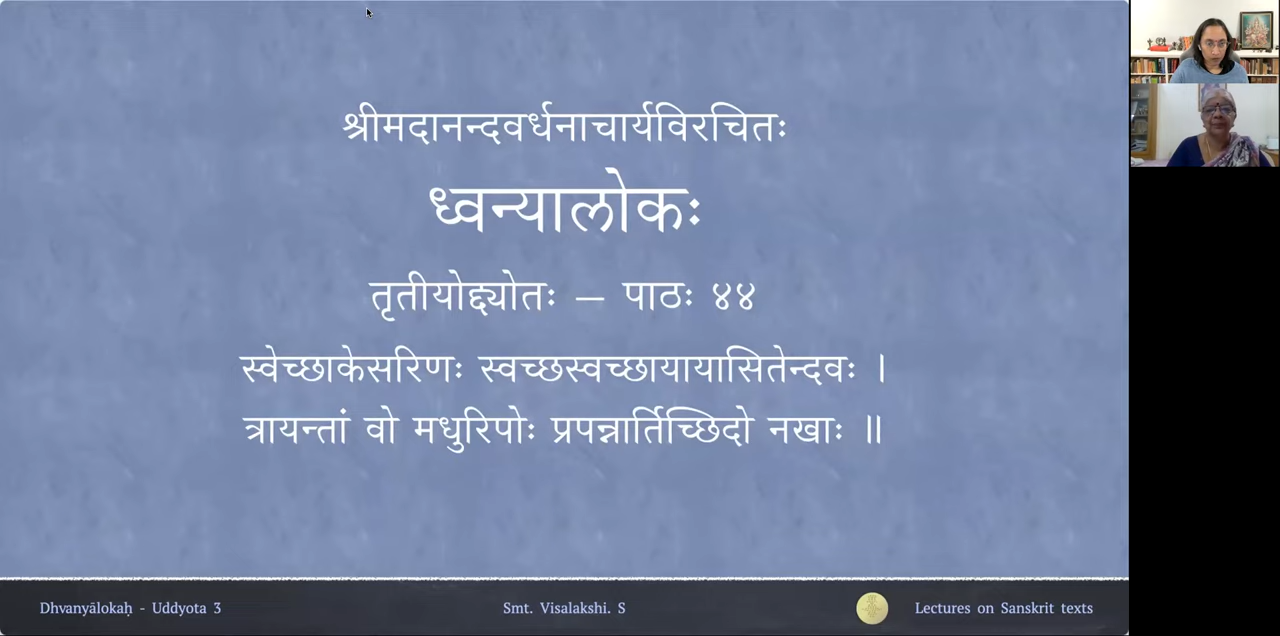 श्रीमदानन्दवर्धनाचार्यविरचितः
ध्वन्यालोकः
तृतीयोद्द्योतः – पाठः ४४
स्वेच्छाकेसरिणः स्वच्छस्वच्छायायासितेन्दवः ।
त्रायन्तां वो मधुरिपोः प्रपन्नार्तिच्छिदो नखाः ॥
Dhvanyālokaḥ - Uddyota 3 Smt. Visalakshi. S Lectures on Sanskrit texts